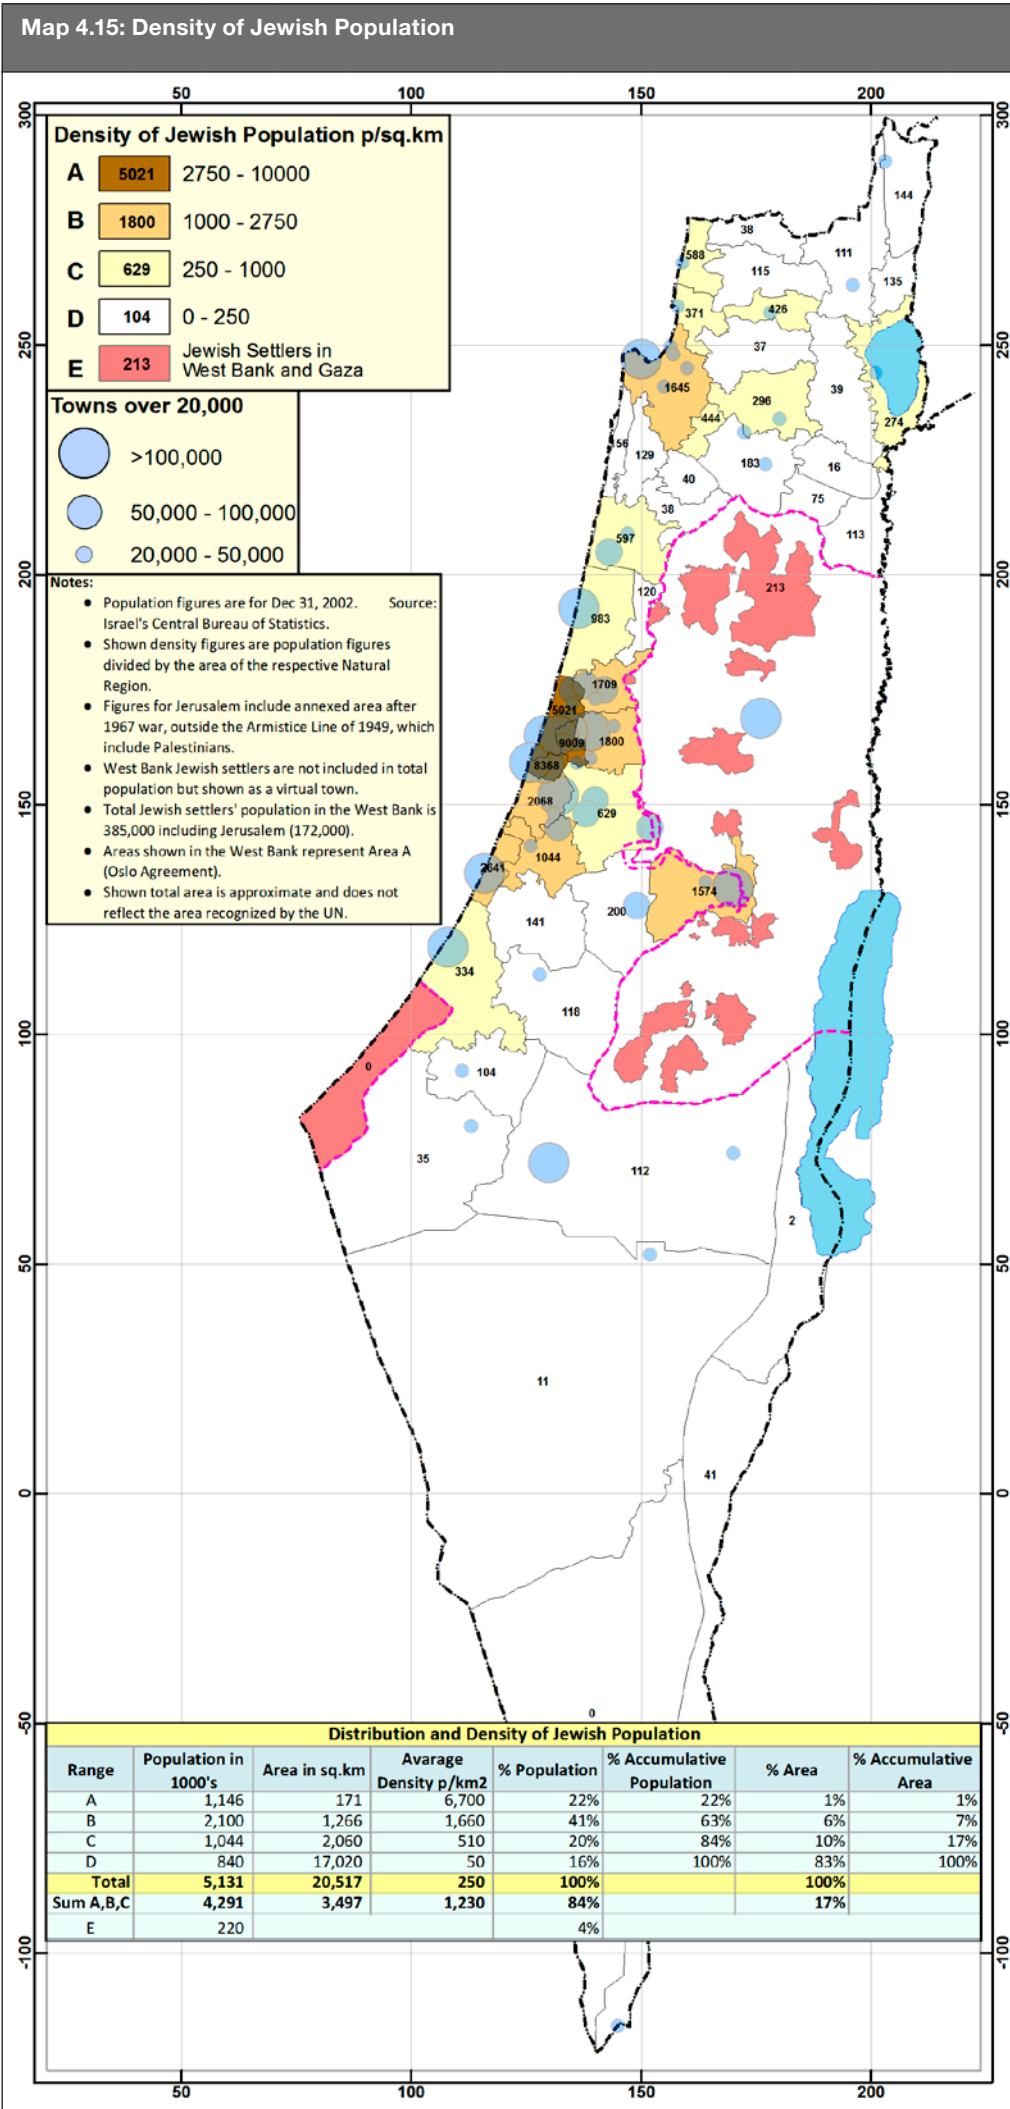 Map 4.15: Density of Jewish Population
50 100 150 200
300 300
Density of Jewish Population p/sq.km
A 5021 2750 - 10000
B 1800 1000 - 2750
C 629 250 - 1000
D 104 0 - 250
E 213 Jewish Settlers in
West Bank and Gaza
Towns over 20,000
>100,000
50,000 - 100,000
20,000 - 50,000
Notes:
• Population figures are for Dec 31, 2002. Source:
Israel's Central Bureau of Statistics.
• Shown density figures are population figures
divided by the area of the respective Natural
Region.
• Figures for Jerusalem include annexed area after
1967 war, outside the Armistice Line of 1949, which
include Palestinians.
• West Bank Jewish settlers are not included in total
population but shown as a virtual town.
• Total Jewish settlers' population in the West Bank is
385,000 including Jerusalem (172,000).
• Areas shown in the West Bank represent Area A
(Oslo Agreement).
• Shown total area is approximate and does not
reflect the area recognized by the UN.
144
38
588
111
115
135
371
426
250 250
37
1645
39
296
444
274
56
129
183
16
40
75
38
113
597
200 200
213
120
983
1709
5021
9009
1800
8368
2068
150 150
629
1044
2641
1574
200
141
334
118
100 100
0
104
35
112
2
50 50
11
41
0 0
0
-50 -50
Distribution and Density of Jewish Population
Range Population in 1000's Area in sq.km Avarage Density p/km2 % Population % Accumulative Population % Area % Accumulative Area
A 1,146 171 6,700 22% 22% 1% 1%
B 2,100 1,266 1,660 41% 63% 6% 7%
C 1,044 2,060 510 20% 84% 10% 17%
D 840 17,020 50 16% 100% 83% 100%
Total 5,131 20,517 250 100% 100%
Sum A,B,C 4,291 3,497 1,230 84% 17%
E 220 4%
-100 -100
50 100 150 200